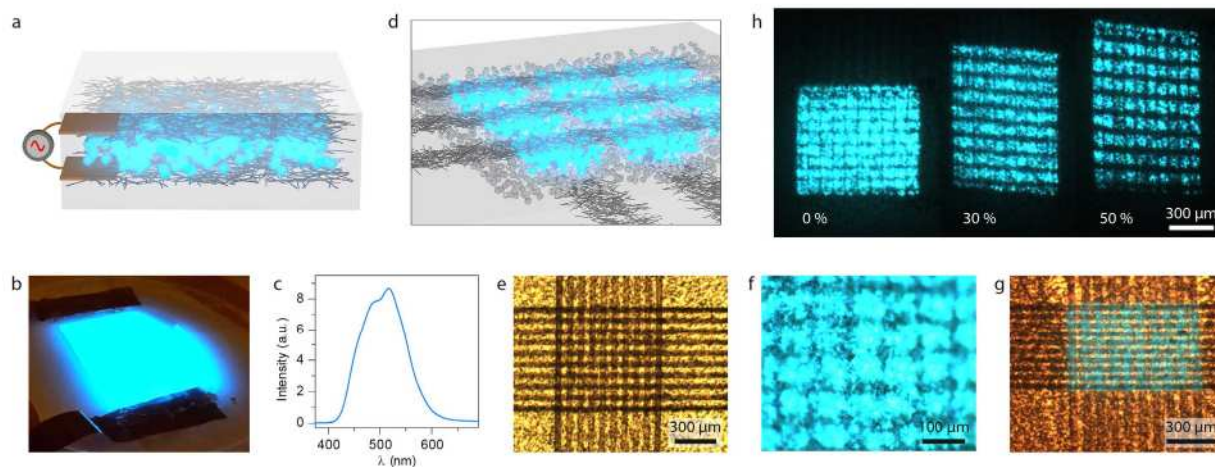 a
d
h
0 %
30 %
50 %
300 µm
b
c
Intensity (a.u.)
8
6
4
2
0
400
500
600
λ (nm)
e
300 µm
f
100 µm
g
300 µm